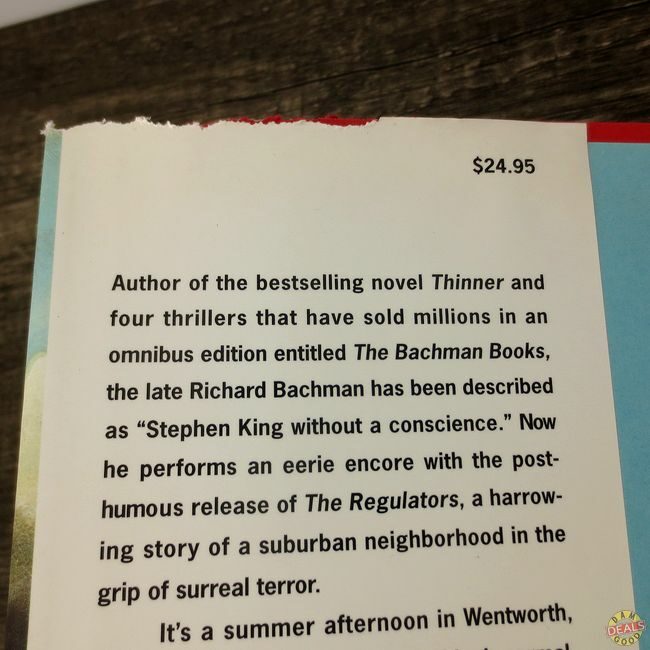 $24.95
Author of the bestselling novel Thinner and
four thrillers that have sold millions in an
omnibus edition entitled The Bachman Books,
the late Richard Bachman has been described
as “Stephen King without a conscience.” Now
he performs an eerie encore with the post-
humous release of The Regulators, a harrow-
ing story of a suburban neighborhood in the
grip of surreal terror.
It's a summer afternoon in Wentworth,
DAM
DEALS
GOOD